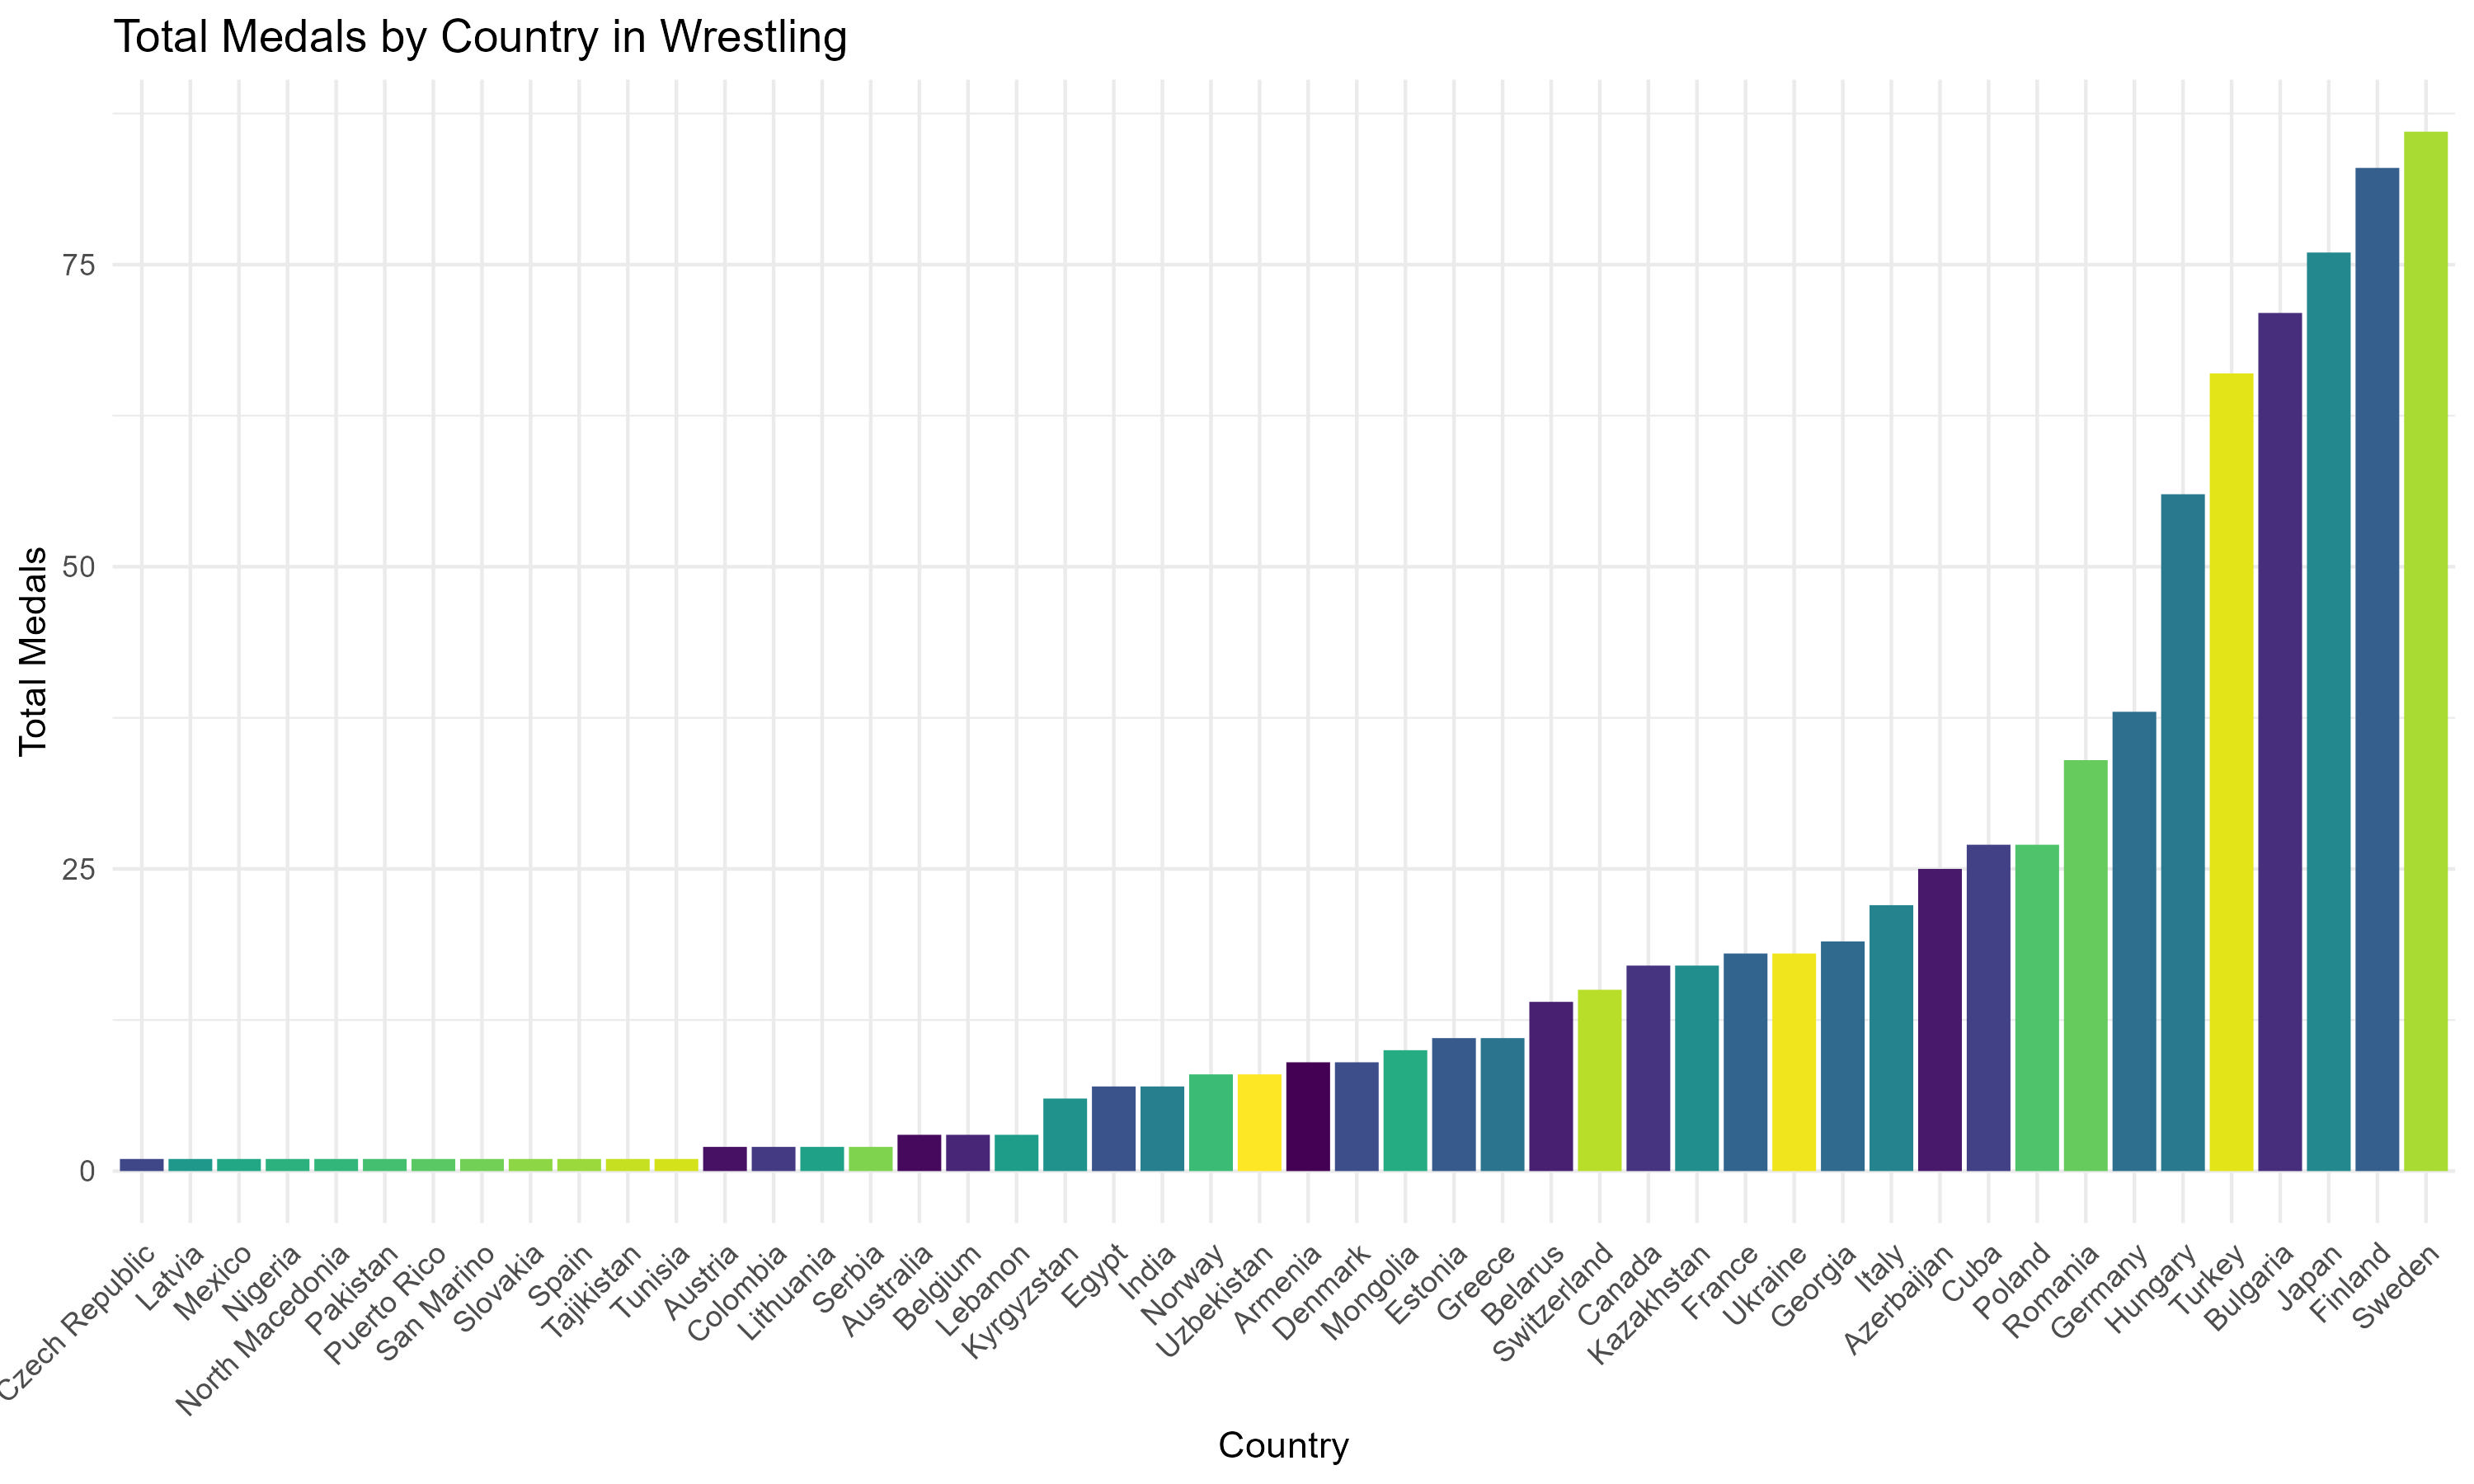 Total Medals by Country in Wrestling
Total Medals
75
50
25
0
Czech Republic
Latvia
Mexico
Nigeria
North Macedonia
Pakistan
Puerto Rico
San Marino
Slovakia
Spain
Tajikistan
Tunisia
Austria
Colombia
Lithuania
Serbia
Australia
Belgium
Lebanon
Kyrgyzstan
Egypt
India
Norway
Uzbekistan
Armenia
Denmark
Mongolia
Estonia
Greece
Belarus
Switzerland
Canada
Kazakhstan
France
Ukraine
Georgia
Italy
Azerbaijan
Cuba
Poland
Romania
Germany
Hungary
Turkey
Bulgaria
Japan
Finland
Sweden
Country